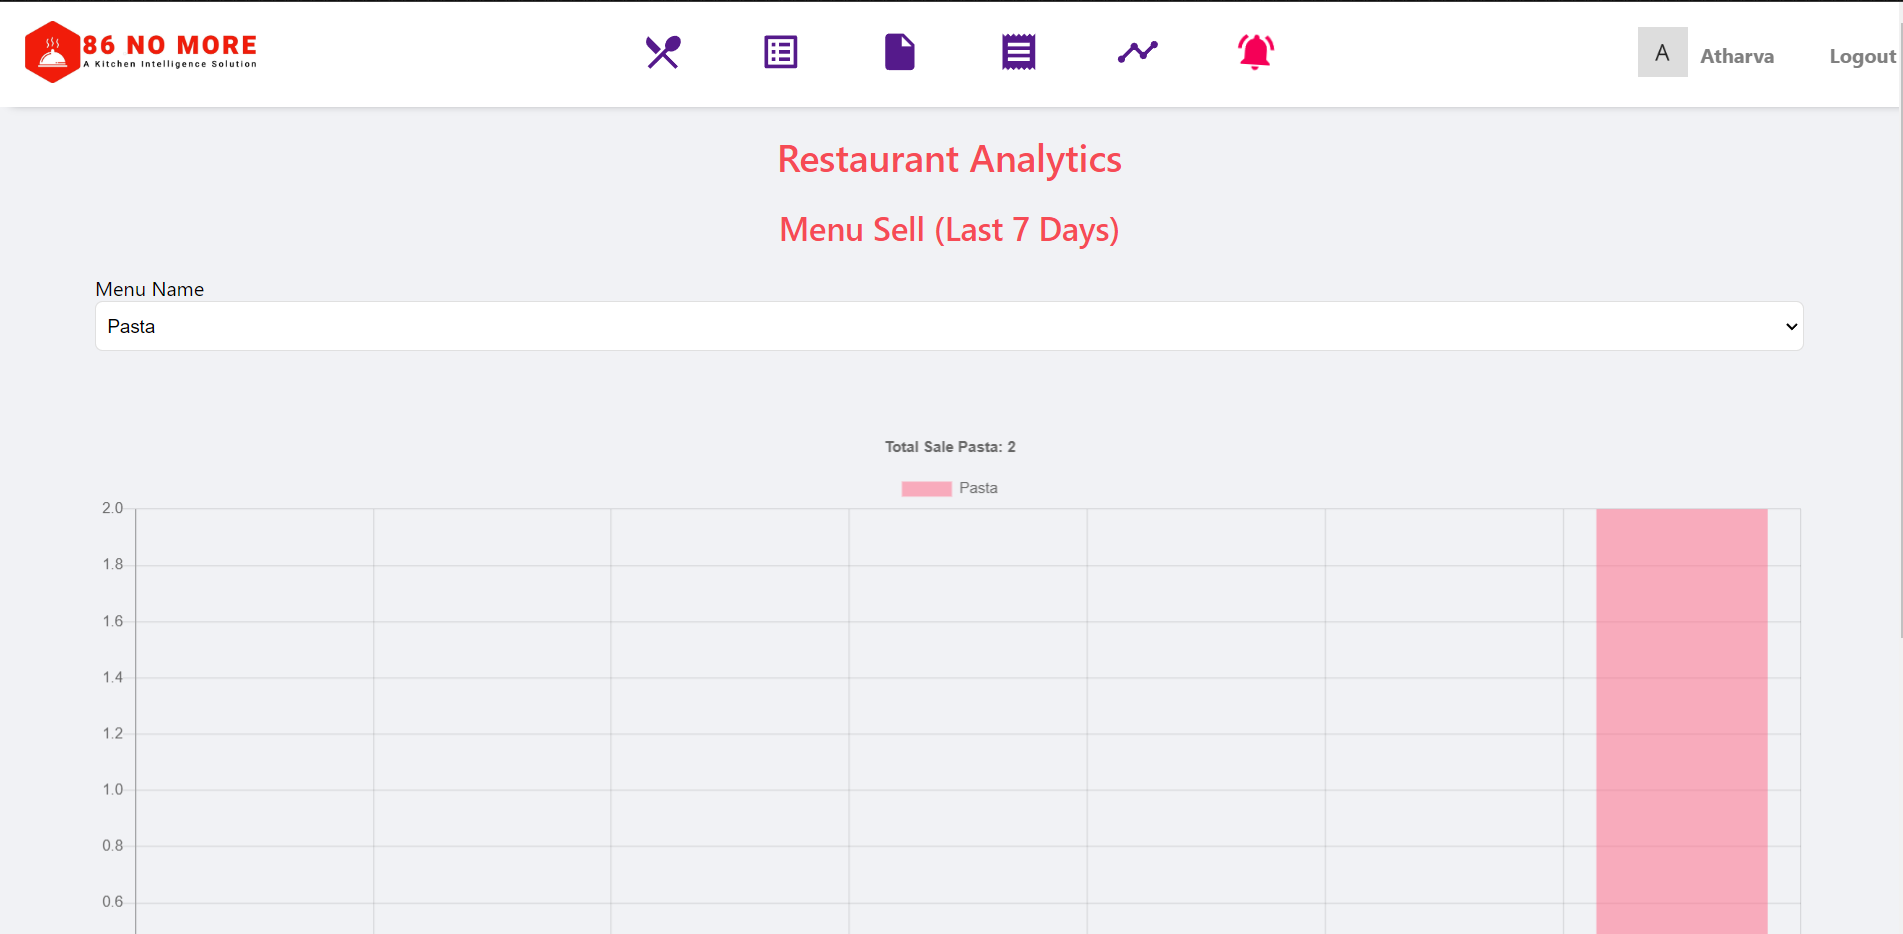 86 NO MORE
A Kitchen Intelligence Solution
A
Atharva
Logout
Restaurant Analytics
Menu Sell (Last 7 Days)
Menu Name
Pasta
Total Sale Pasta: 2
Pasta
2.0
1.8
1.6
1.4
1.2
1.0
0.8
0.6